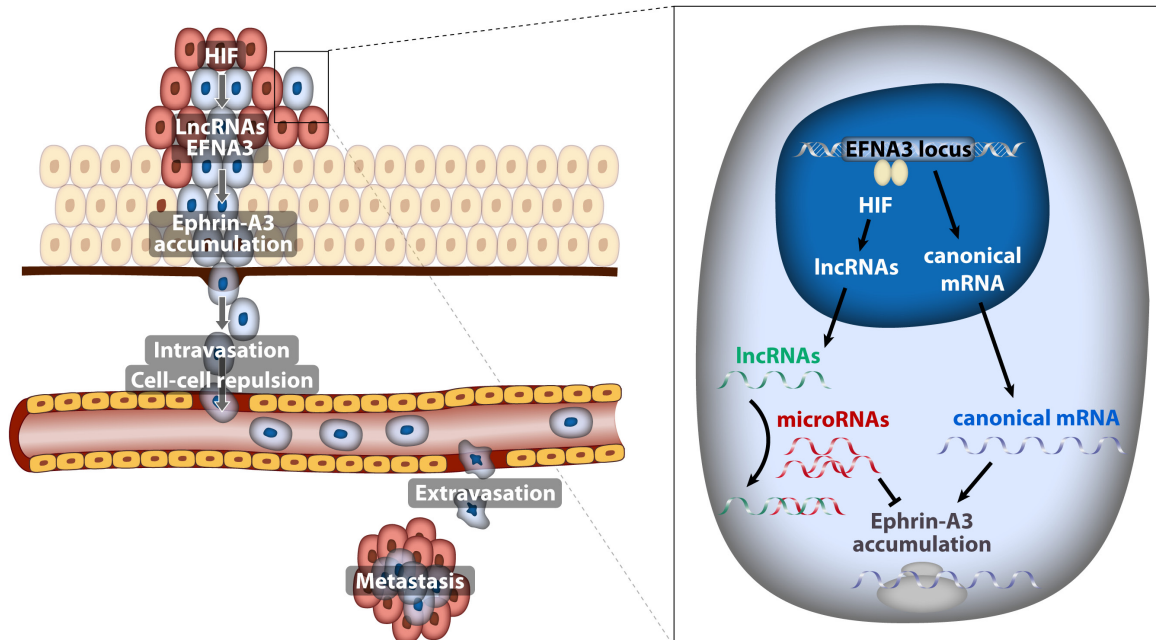 HIF
LncRNAs
EFNA3
Ephrin-A3
accumulation
Intravasation
Cell-cell repulsion
Extravasation
Metastasis
EFNA3 locus
HIF
lncRNAs
canonical
mRNA
lncRNAs
microRNAs
canonical mRNA
Ephrin-A3
accumulation